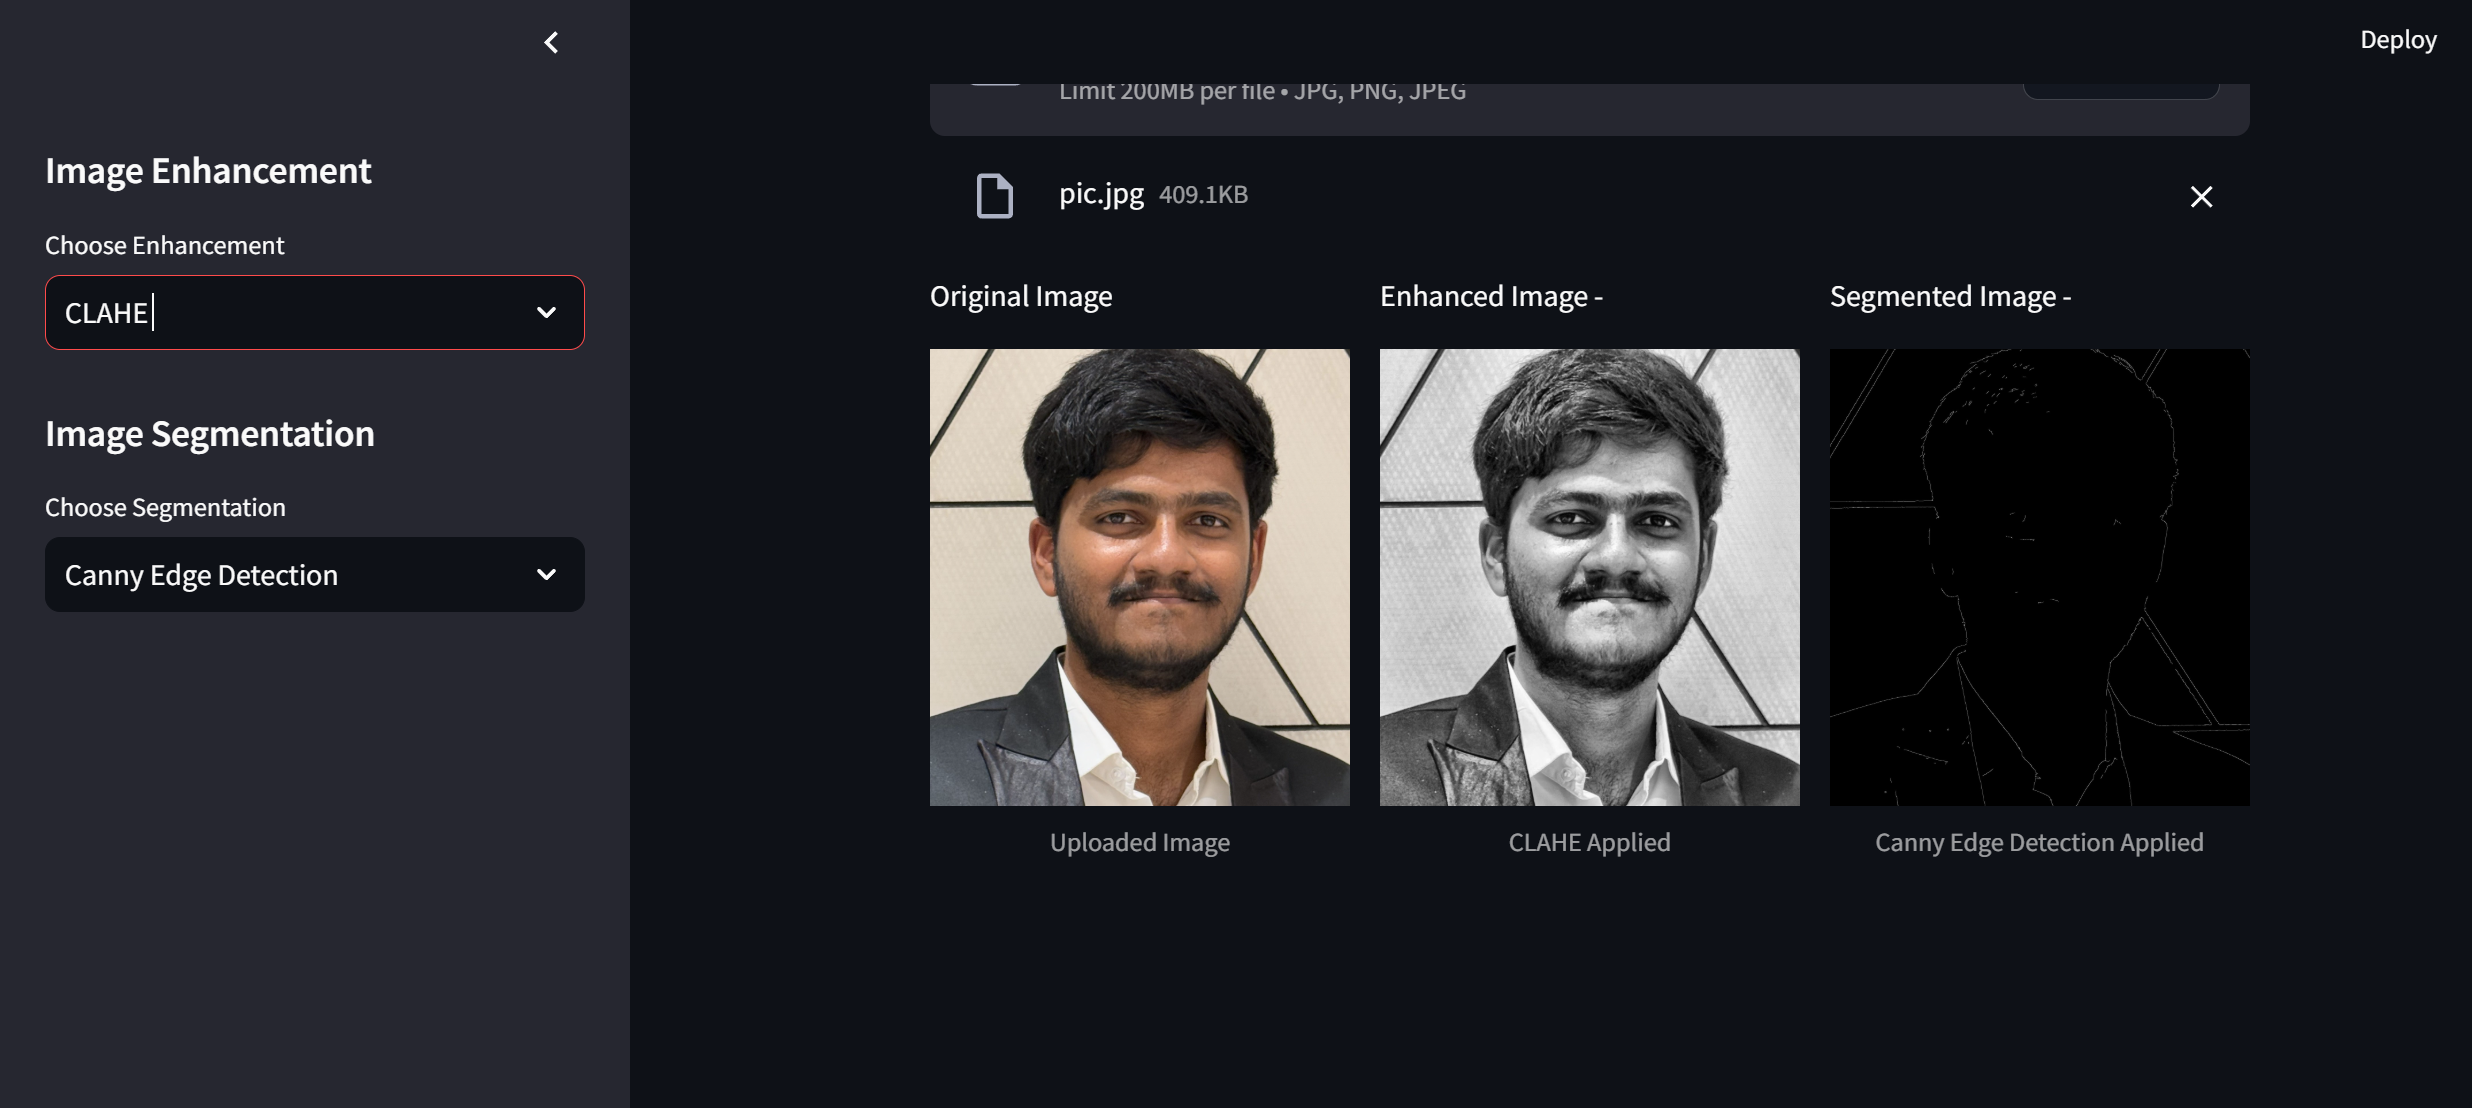 Deploy
Image Enhancement
Choose Enhancement
CLAHE
Image Segmentation
Choose Segmentation
Canny Edge Detection
Limit 200MB per file • JPG, PNG, JPEG
pic.jpg 409.1KB
Original Image
Enhanced Image -
Segmented Image -
Uploaded Image
CLAHE Applied
Canny Edge Detection Applied